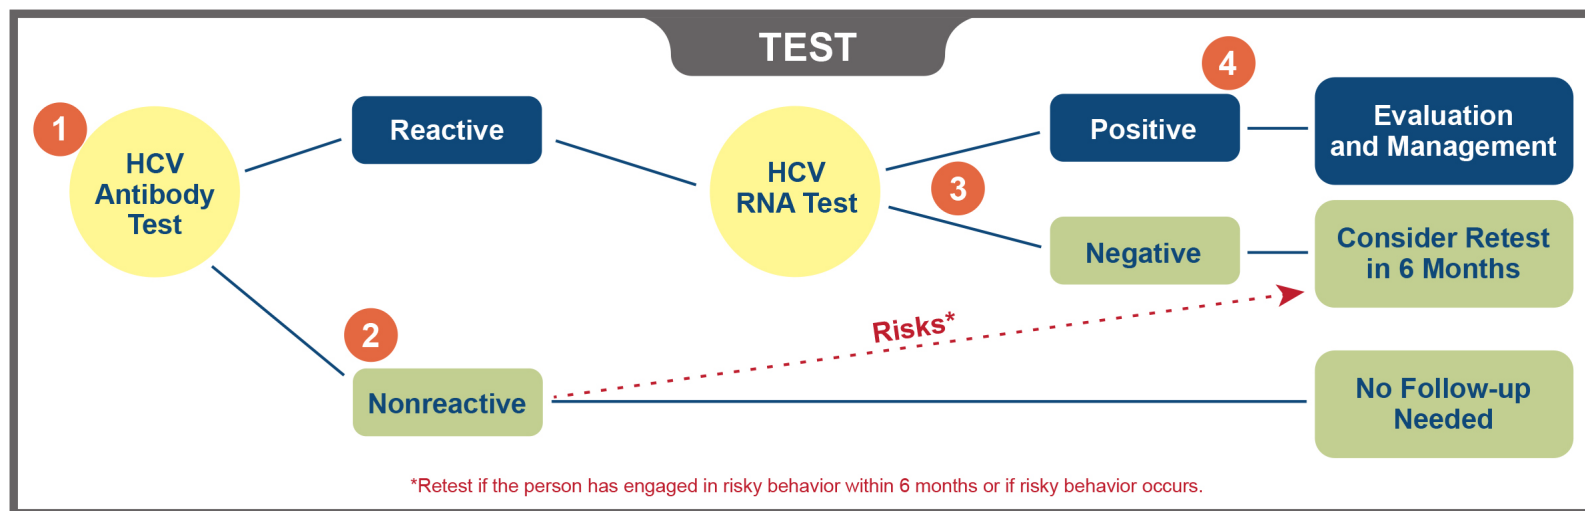 TEST
1
HCV
Antibody
Test
Reactive
HCV
RNA Test
4
Positive
Evaluation
and Management
3
Negative
Consider Retest
in 6 Months
2
Nonreactive
Risks*
No Follow-up
Needed
*Retest if the person has engaged in risky behavior within 6 months or if risky behavior occurs.